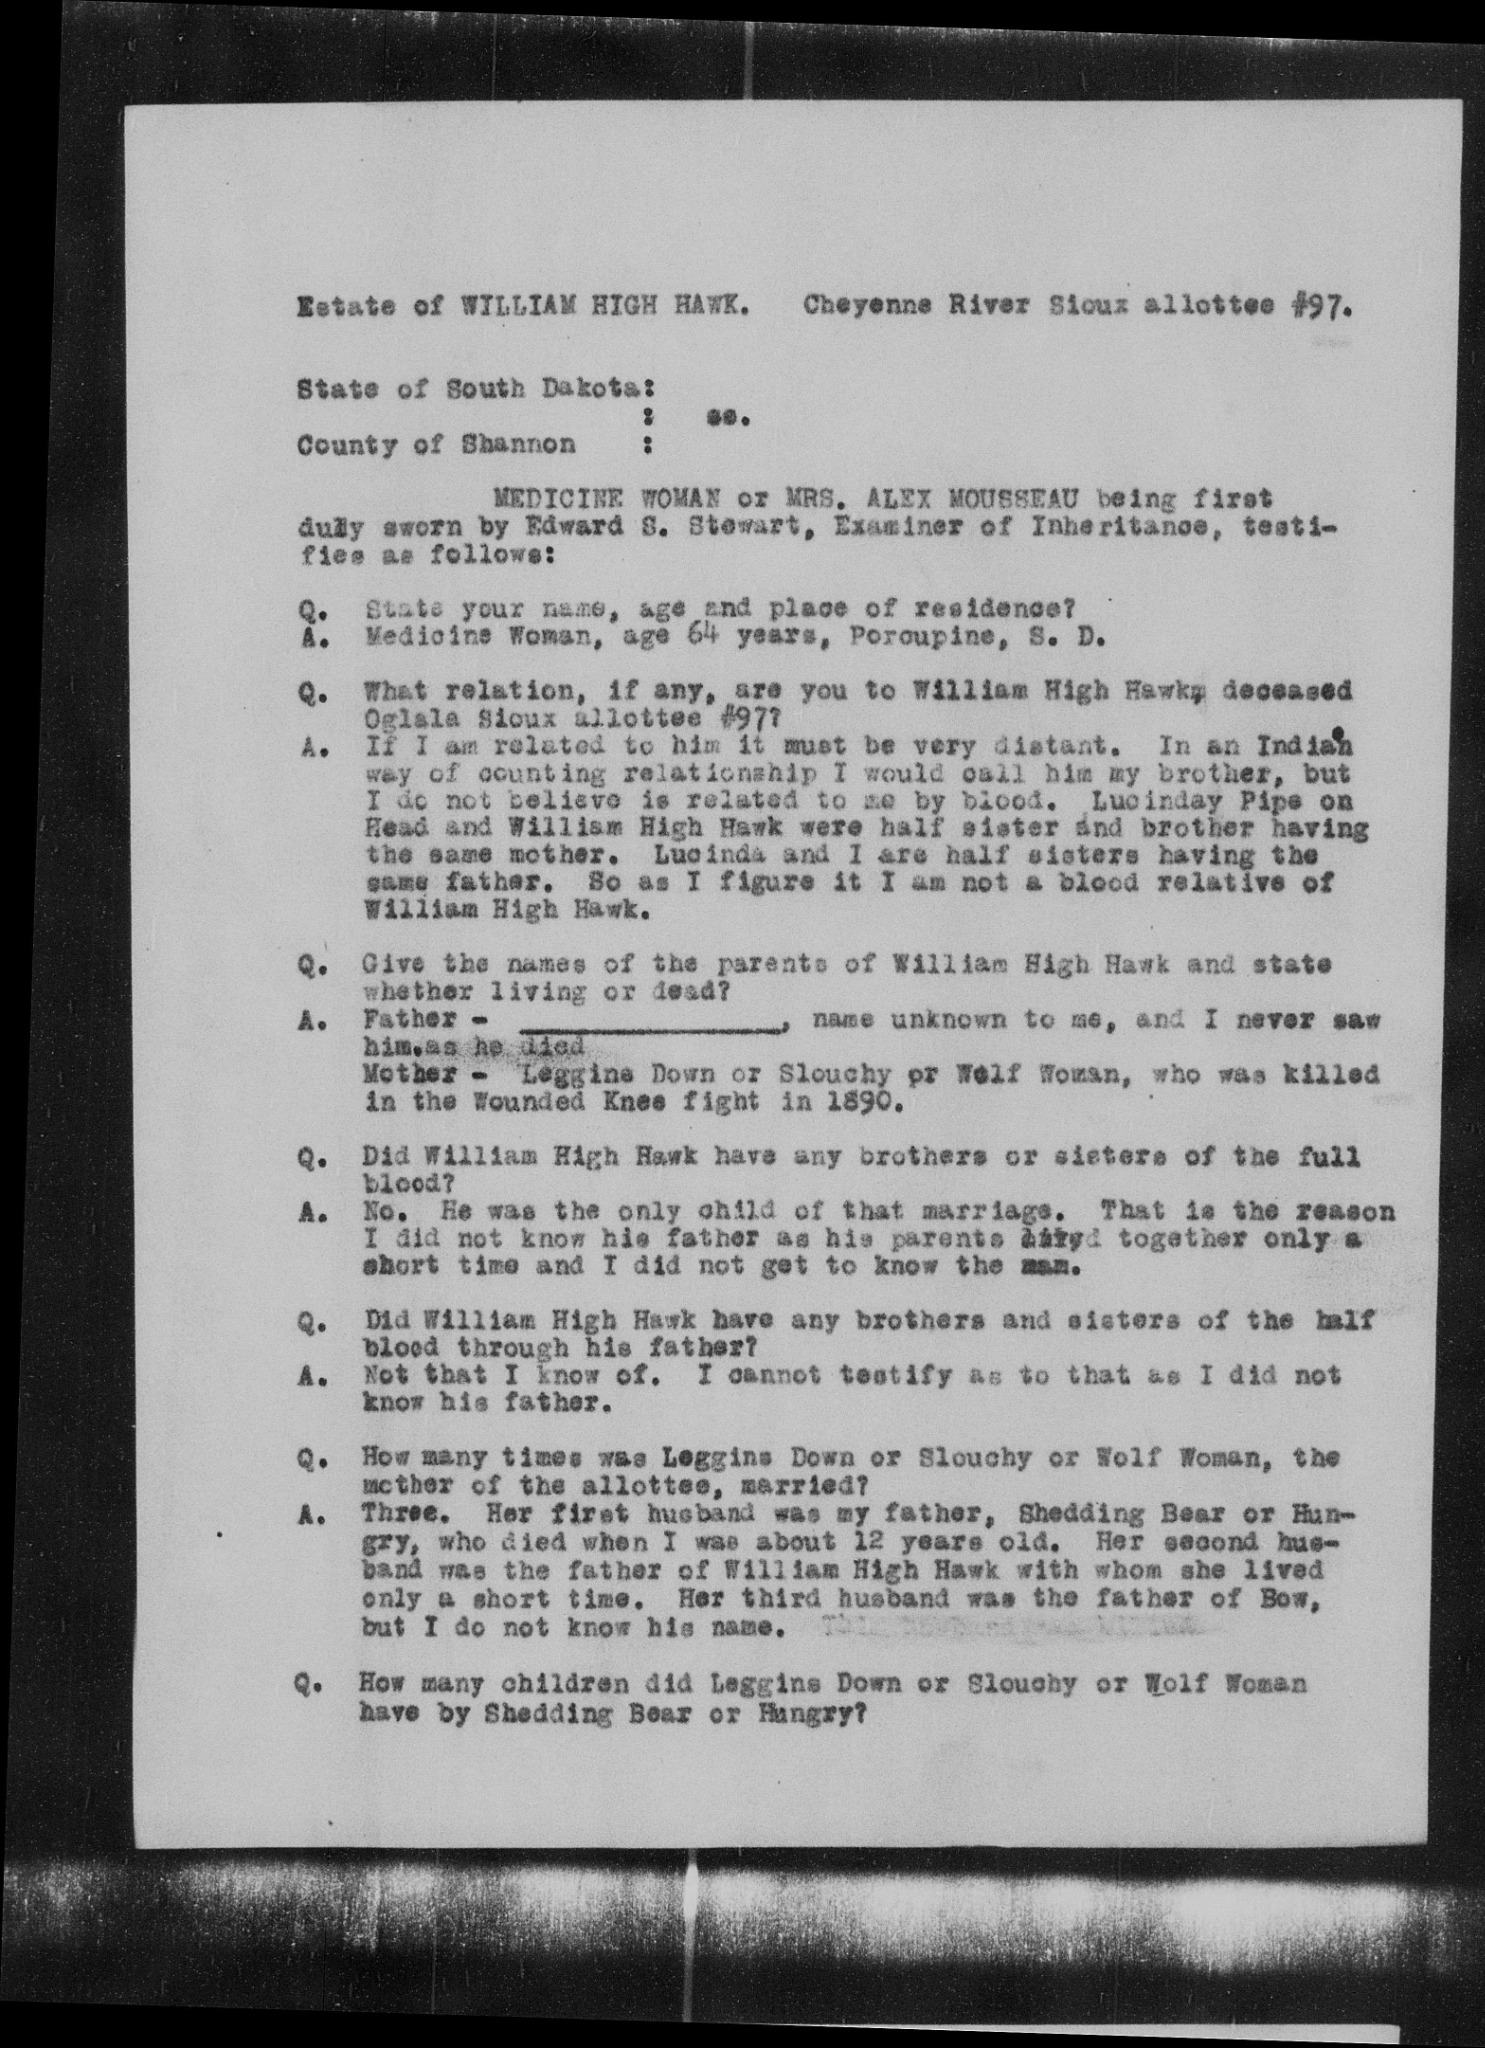 Estate of WILLIAM HIGH HAWK. Cheyenne River Sioux allottee #97.
State of South Dakota:
: ss.
County of Shannon :
MEDICINE WOMAN or MRS. ALEX MOUSSEAU being first
duly sworn by Edward S. Stewart, Examiner of Inheritance, testi-
fies as follows:
Q. State your name, age and place of residence?
A. Medicine Woman, age 64 years, Porcupine, S. D.
Q. What relation, if any, are you to William High Hawk, deceased
Oglala Sioux allottee #97?
A. If I am related to him it must be very distant. In an Indian
way of counting relationship I would call him my brother, but
I do not believe is related to me by blood. Lucinday Pipe on
Head and William High Hawk were half sister and brother having
the same mother. Lucinda and I are half sisters having the
same father. So as I figure it I am not a blood relative of
William High Hawk.
Q. Give the names of the parents of William High Hawk and state
whether living or dead?
A. Father - ____________________, name unknown to me, and I never saw
him.as he died
Mother - Leggins Down or Slouchy or Wolf Woman, who was killed
in the Wounded Knee fight in 1890.
Q. Did William High Hawk have any brothers or sisters of the full
blood?
A. No. He was the only child of that marriage. That is the reason
I did not know his father as his parents together only a
short time and I did not get to know the man.
Q. Did William High Hawk have any brothers and sisters of the half
blood through his father?
A. Not that I know of. I cannot testify as to that as I did not
know his father.
Q. How many times was Leggins Down or Slouchy or Wolf Woman, the
mother of the allottee, married?
A. Three. Her first husband was my father, Shedding Bear or Hun-
gry, who died when I was about 12 years old. Her second hus-
band was the father of William High Hawk with whom she lived
only a short time. Her third husband was the father of Bow,
but I do not know his name.
Q. How many children did Leggins Down or Slouchy or Wolf Woman
have by Shedding Bear or Hungry?